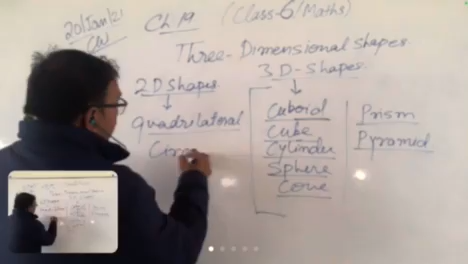 20/Jan/21
CW
Ch 19 (Class-6/Maths)
Three-Dimensional shapes.
2D Shapes.
Quadrilateral
3D-Shapes.
Cuboid
Cube
Cylinder
Sphere
Cone
Prism
Pyramid